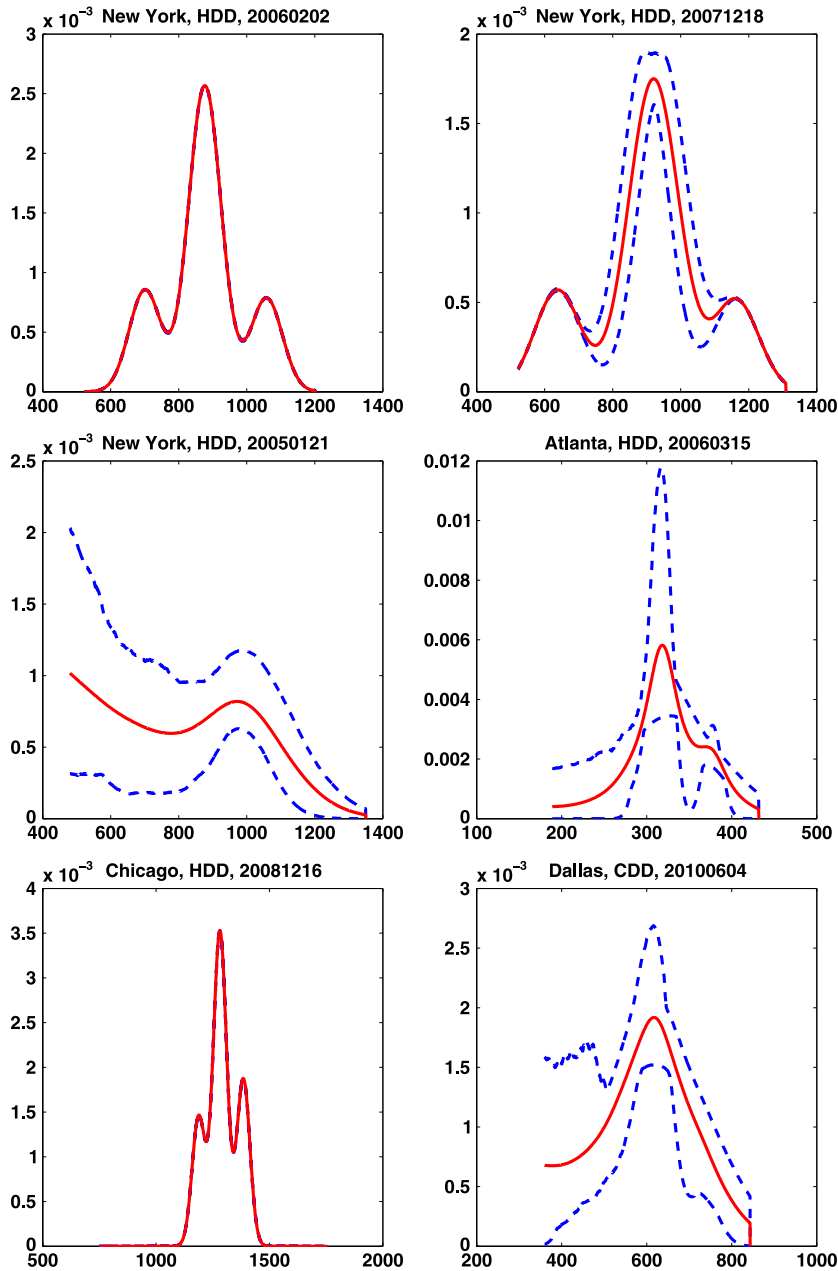 New York, HDD, 20060202
x 10⁻³
3
2.5
2
1.5
1
0.5
0
400 600 800 1000 1200 1400
New York, HDD, 20071218
x 10⁻³
2
1.5
1
0.5
0
400 600 800 1000 1200 1400
New York, HDD, 20050121
x 10⁻³
2.5
2
1.5
1
0.5
0
400 600 800 1000 1200 1400
Atlanta, HDD, 20060315
0.012
0.01
0.008
0.006
0.004
0.002
0
100 200 300 400 500
Chicago, HDD, 20081216
x 10⁻³
4
3.5
3
2.5
2
1.5
1
0.5
0
500 1000 1500 2000
Dallas, CDD, 20100604
x 10⁻³
3
2.5
2
1.5
1
0.5
0
200 400 600 800 1000